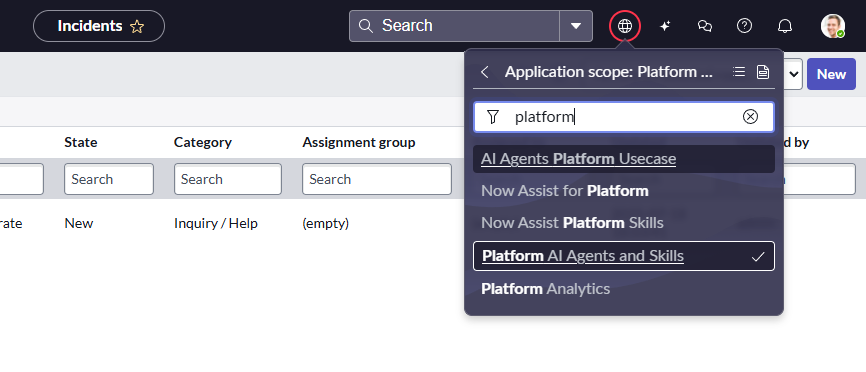 Incidents
Search
Application scope: Platform ...
New
platform
State
Category
Assignment group
d by
Search
Search
Search
AI Agents Platform Usecase
Now Assist for Platform
rate
New
Inquiry / Help
(empty)
Now Assist Platform Skills
Platform AI Agents and Skills
Platform Analytics